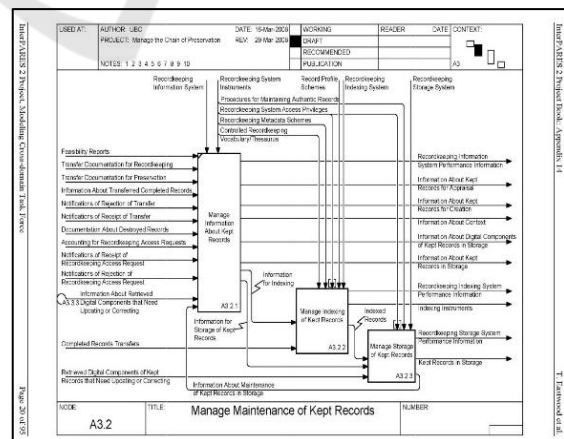 USED AT:
AUTHOR: UBC
DATE: 16-Mar-2008
WORKING
READER
DATE
CONTEXT:
PROJECT: Manage the Chain of Preservation
REV: 29-Mar-2008
DRAFT
RECOMMENDED
NOTES: 1 2 3 4 5 6 7 8 9 10
PUBLICATION
A3
Recordkeeping
Information System
Recordkeeping System
Instruments
Record Profile
Schemes
Recordkeeping
Indexing System
Recordkeeping
Storage System
Procedures for Maintaining Authentic Records
Recordkeeping System Access Privileges
Recordkeeping Metadata Schemes
Controlled Recordkeeping
Vocabulary/Thesaurus
Feasibility Reports
Transfer Documentation for Recordkeeping
Transfer Documentation for Preservation
Information About Transferred Completed Records
Notifications of Rejection of Transfer
Notifications of Receipt of Transfer
Documentation About Destroyed Records
Accounting for Recordkeeping Access Requests
Notifications of Receipt of
Recordkeeping Access Request
Notifications of Rejection of
Recordkeeping Access Request
Information About Retrieved
A3.3.3 Digital Components that Need
Updating or Correcting
Completed Records Transfers
Retrieved Digital Components of Kept
Records that Need Updating or Correcting
Manage
Information
About Kept
Records
A3.2.1
Information for
Storage of Kept
Records
Information
for Indexing
Manage Indexing
of Kept Records
A3.2.2
Indexed
Records
Manage Storage
of Kept Records
A3.2.3
Information About Maintenance
of Kept Records in Storage
Recordkeeping Information
System Performance Information
Information About Kept
Records for Appraisal
Information About Kept
Records for Creation
Information About Context
Information About Digital Components
of Kept Records in Storage
Information About Kept
Records in Storage
Recordkeeping Indexing System
Performance Information
Indexing Instruments
Recordkeeping Storage System
Performance Information
Kept Records in Storage
NODE:
A3.2
TITLE:
Manage Maintenance of Kept Records
NUMBER:
InterPARES 2 Project, Modeling Cross-domain Task Force
Page 20 of 95
InterPARES 2 Project Book: Appendix 14
T. Eastwood et al.